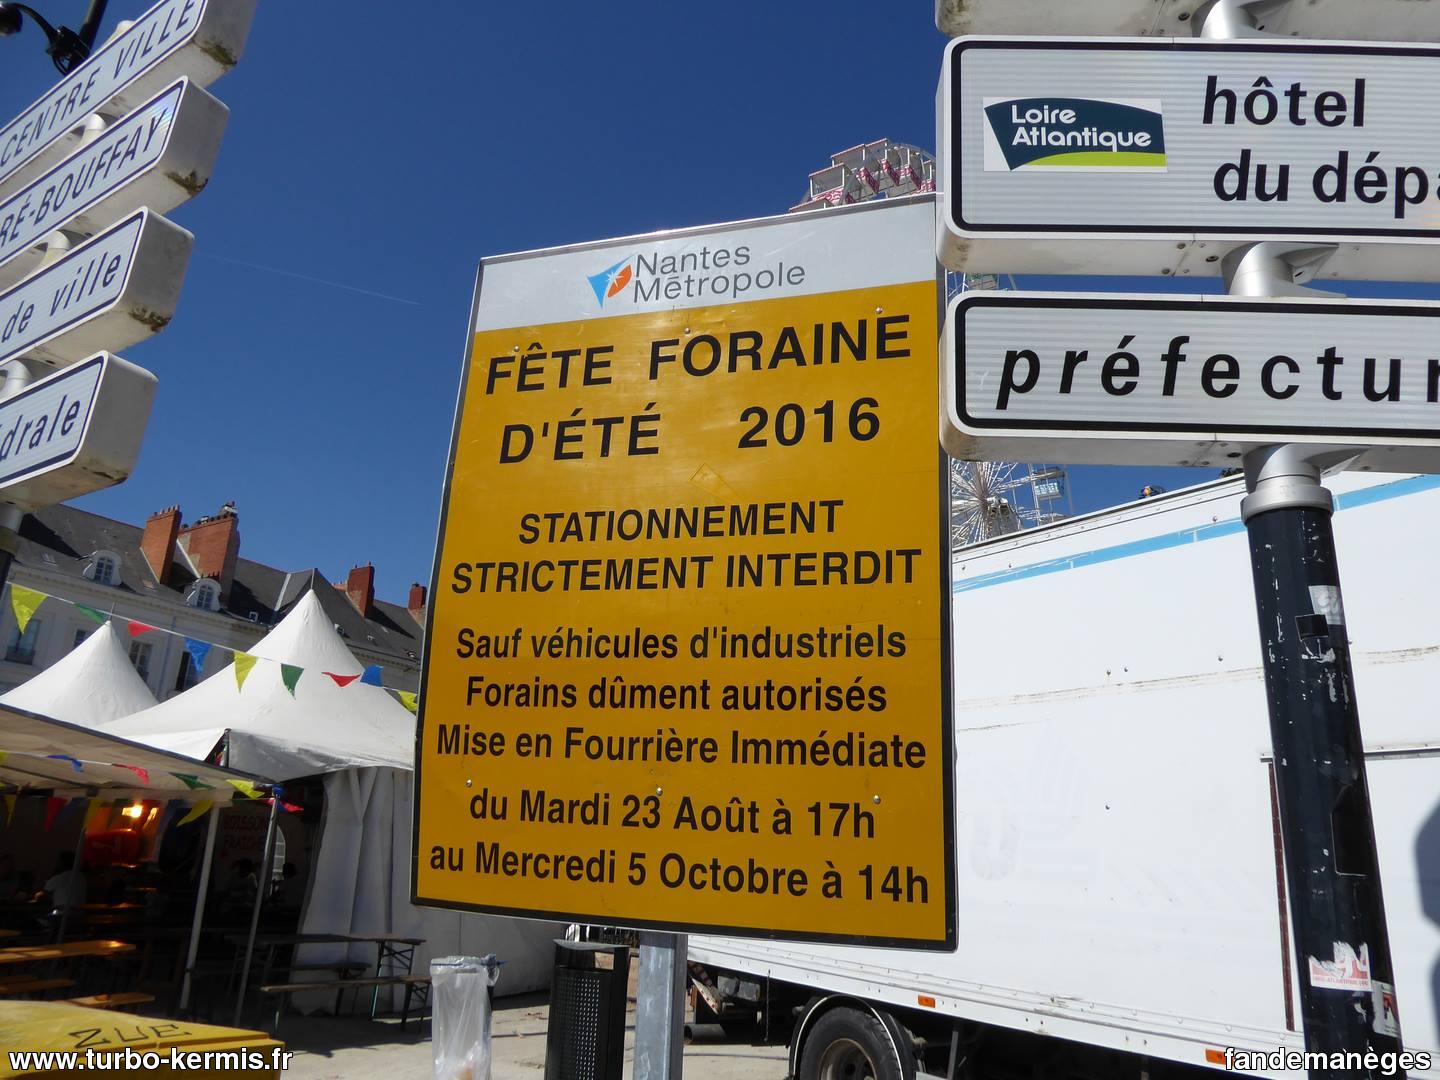 CENTRE VILLE
RÉ-BOUFFAY
de ville
drale
Loire
Atlantique
hôtel
du dépa
préfectur
Nantes
Métropole
FÊTE FORAINE
D'ÉTÉ 2016
STATIONNEMENT
STRICTEMENT INTERDIT
Sauf véhicules d'industriels
Forains dûment autorisés
Mise en Fourrière Immédiate
du Mardi 23 Août à 17h
au Mercredi 5 Octobre à 14h
www.turbo-kermis.fr
fandemanèges